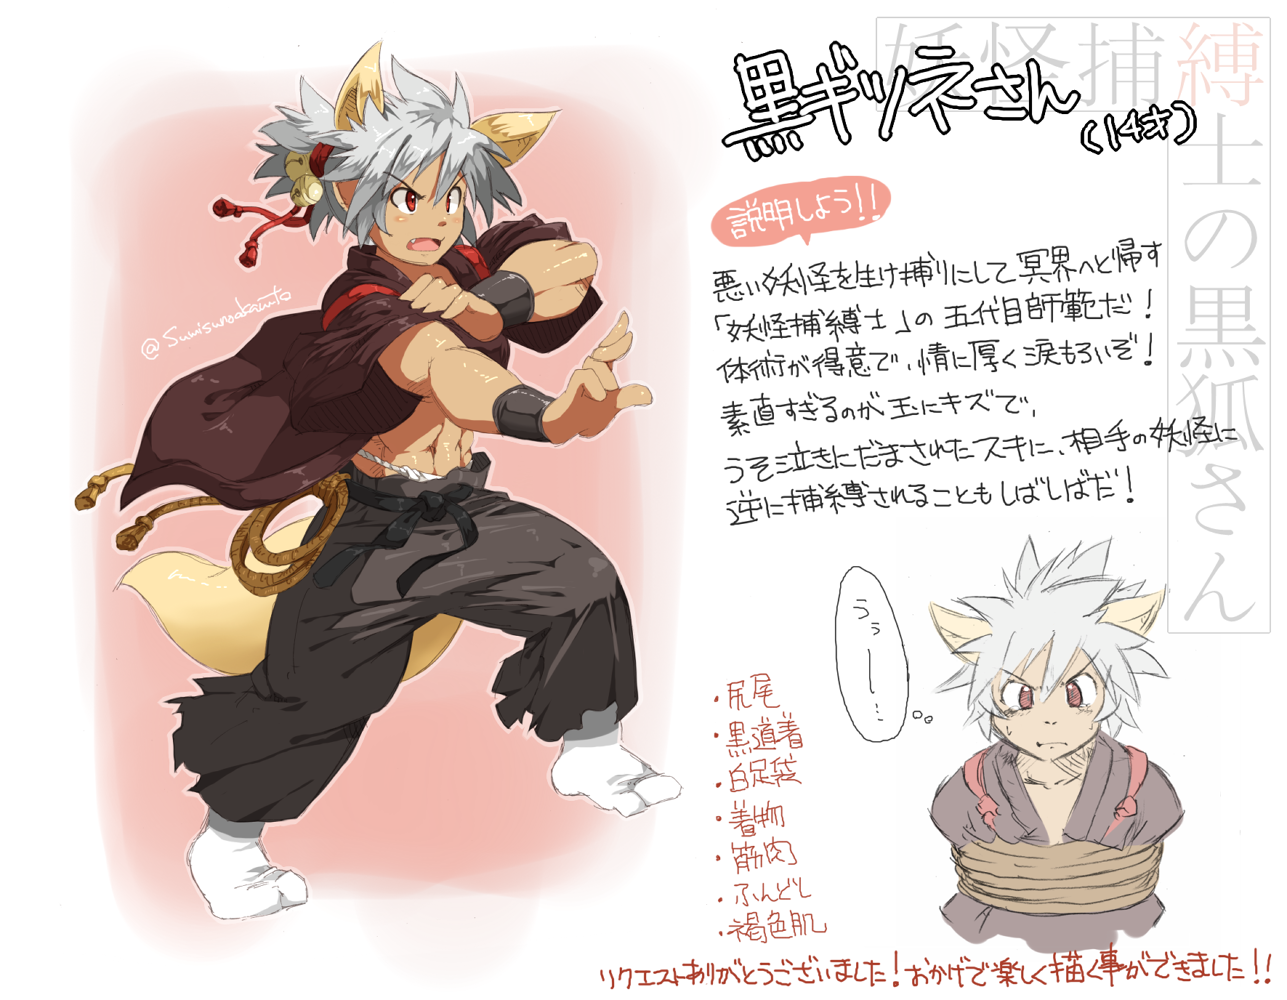 妖怪捕縛士の黒狐さん
黒ギツネさん
(14才)
説明しよう!!
悪い妖怪を生け捕りにして冥界へと帰す
「妖怪捕縛士」の五代目師範だ!
体術が得意で、情に厚く涙もろいぞ!
素直すぎるのが玉にキズで、
うそ泣きにだまされたスキに、相手の妖怪に
逆に捕縛されることもしばしばだ!
@Suwisunoakauto
うぅー…
・尻尾
・黒道着
・白足袋
・着物
・筋肉
・ふんどし
・褐色肌
リクエストありがとうございました!おかげで楽しく描く事ができました!!